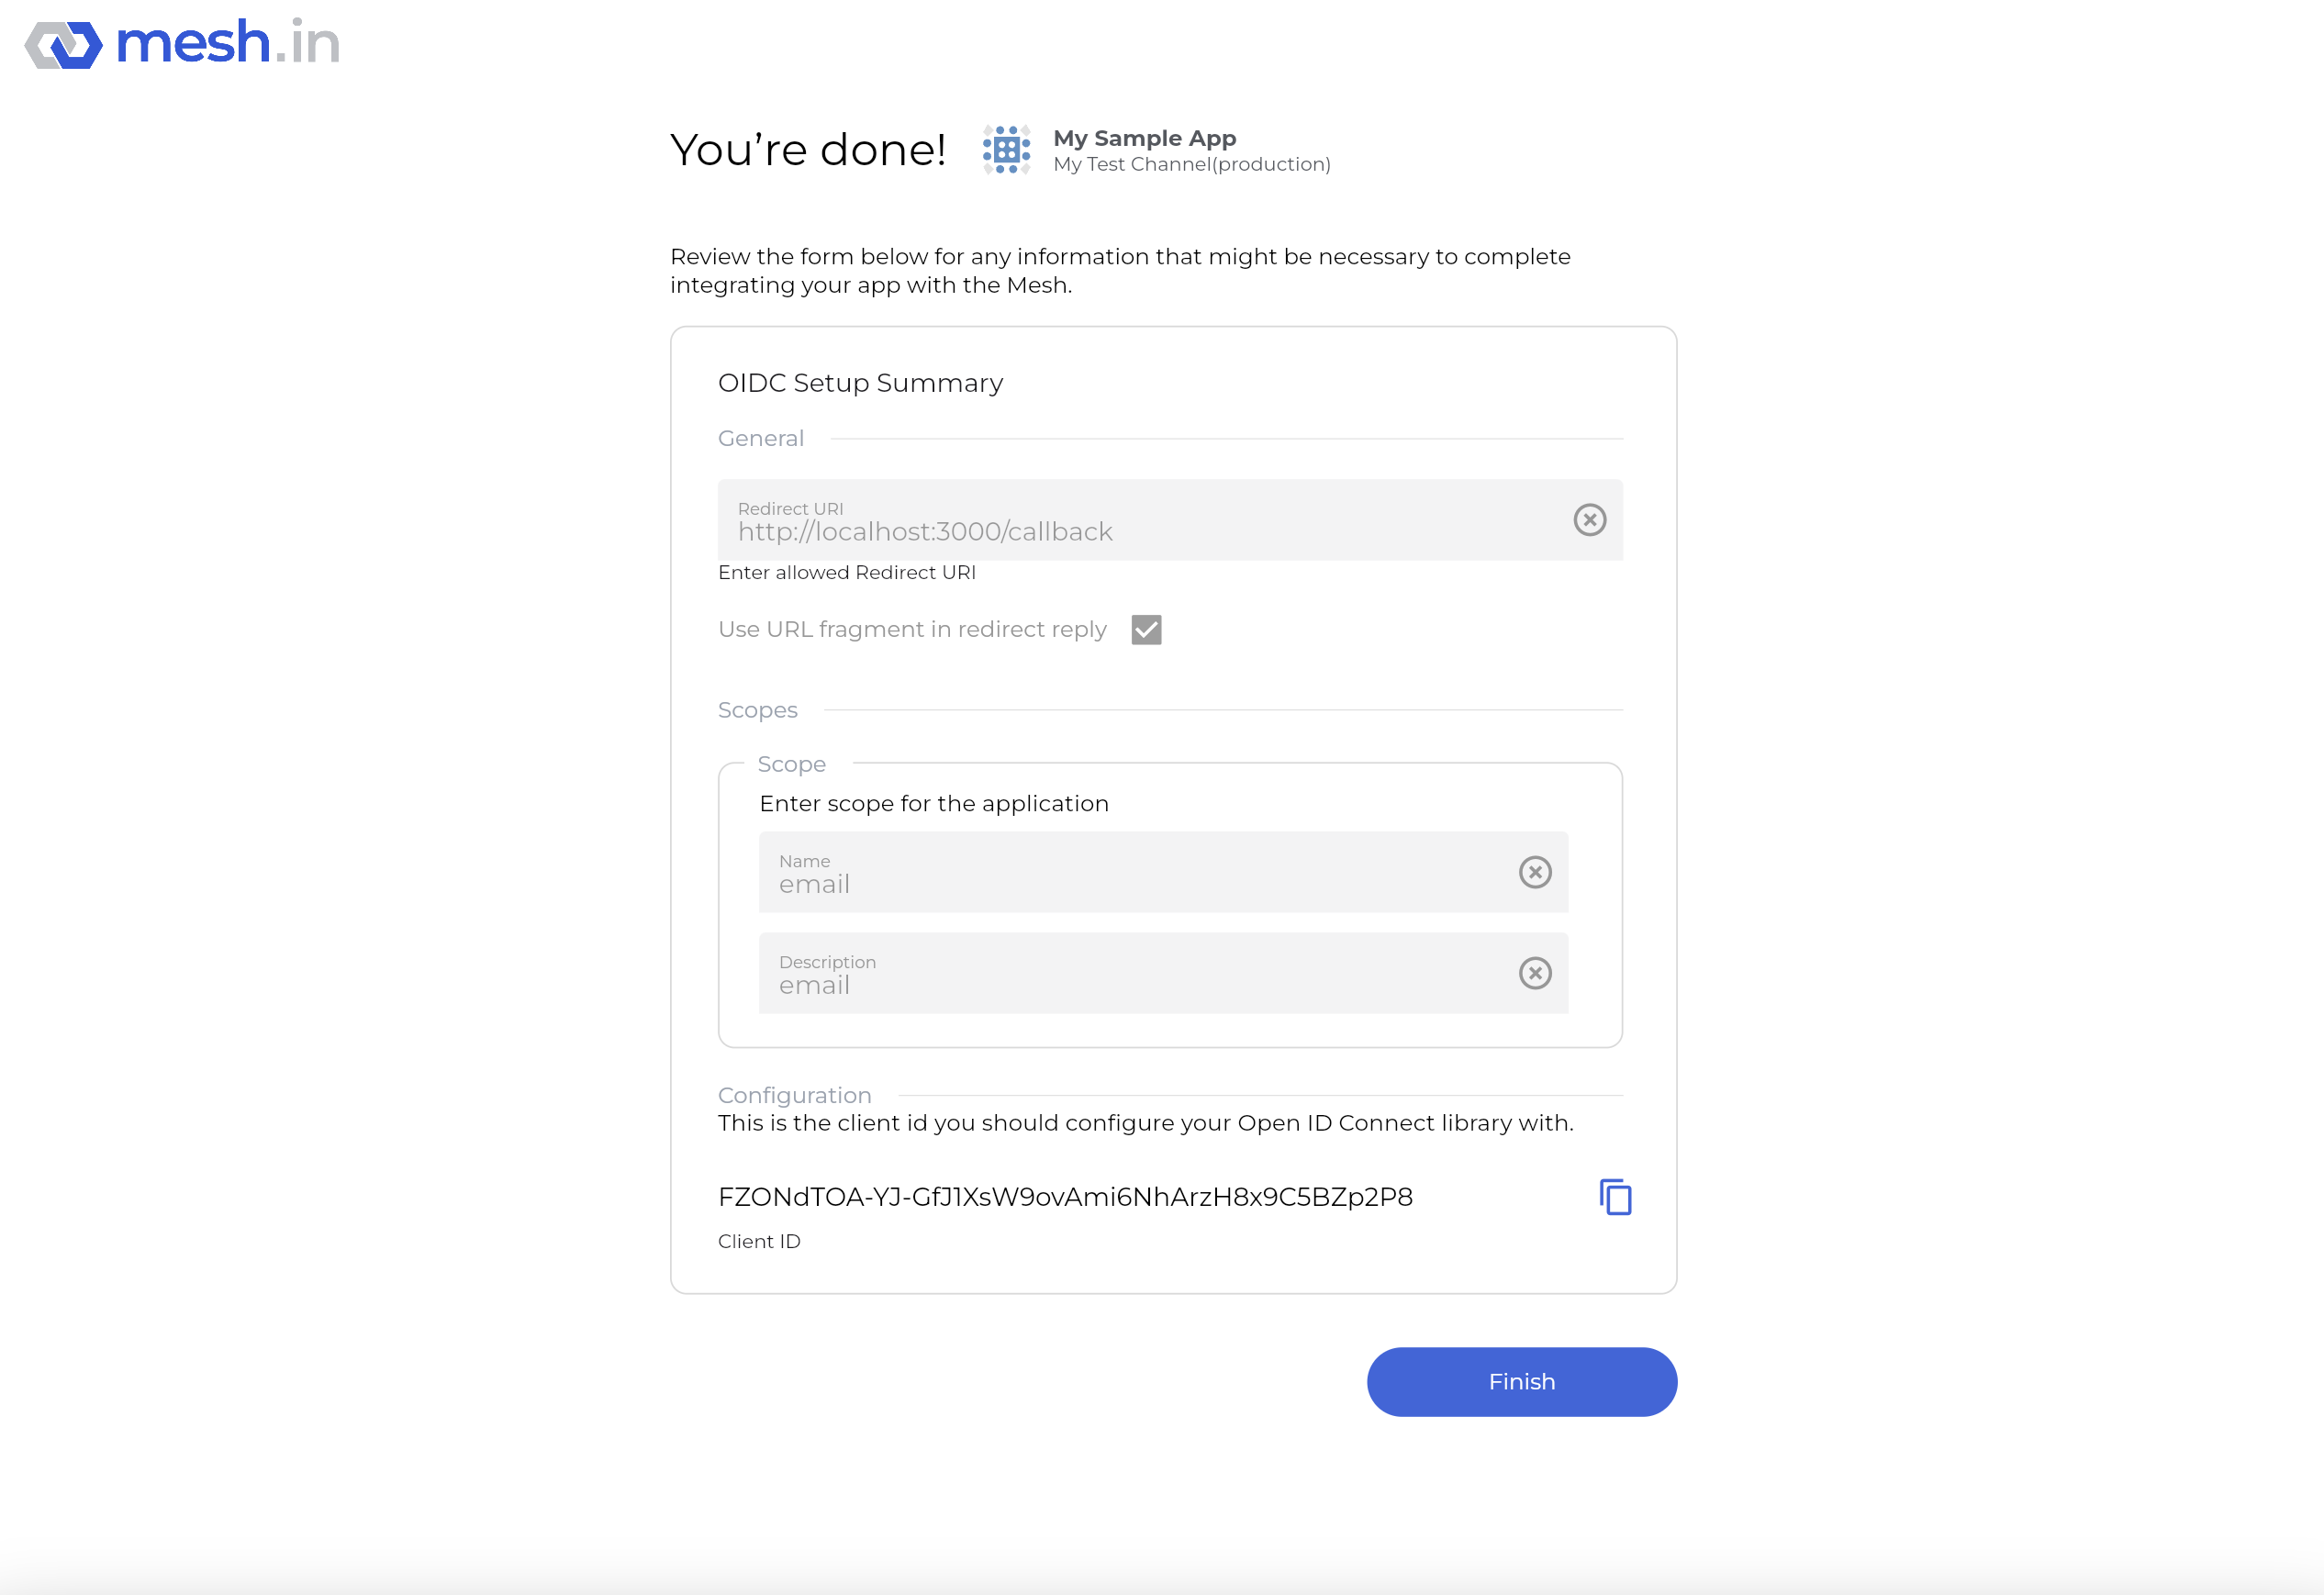 mesh.in
You’re done!
My Sample App
My Test Channel(production)
Review the form below for any information that might be necessary to complete
integrating your app with the Mesh.
OIDC Setup Summary
General
Redirect URI
http://localhost:3000/callback
Enter allowed Redirect URI
Use URL fragment in redirect reply
Scopes
Scope
Enter scope for the application
Name
email
Description
email
Configuration
This is the client id you should configure your Open ID Connect library with.
FZONdTOA-YJ-GfJ1XsW9ovAmi6NhArzH8x9C5BZp2P8
Client ID
Finish